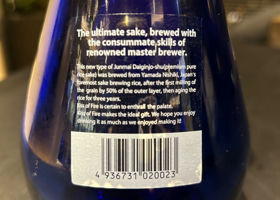 The ultimate sake, brewed with
the consummate skills of
renowned master brewer.
This new type of Junmai Daiginjo-shu(premium pure
rice sake) was brewed from Yamada Nishiki, Japan's
foremost sake brewing rice, after the first milling of
the grain by 50% of the outer layer, then aging the
rice for three years.
Kiss of Fire is certain to enthrall the palate.
Kiss of Fire makes the ideal gift. We hope you enjoy
drinking it as much as we enjoyed making it!
4 936731 020023